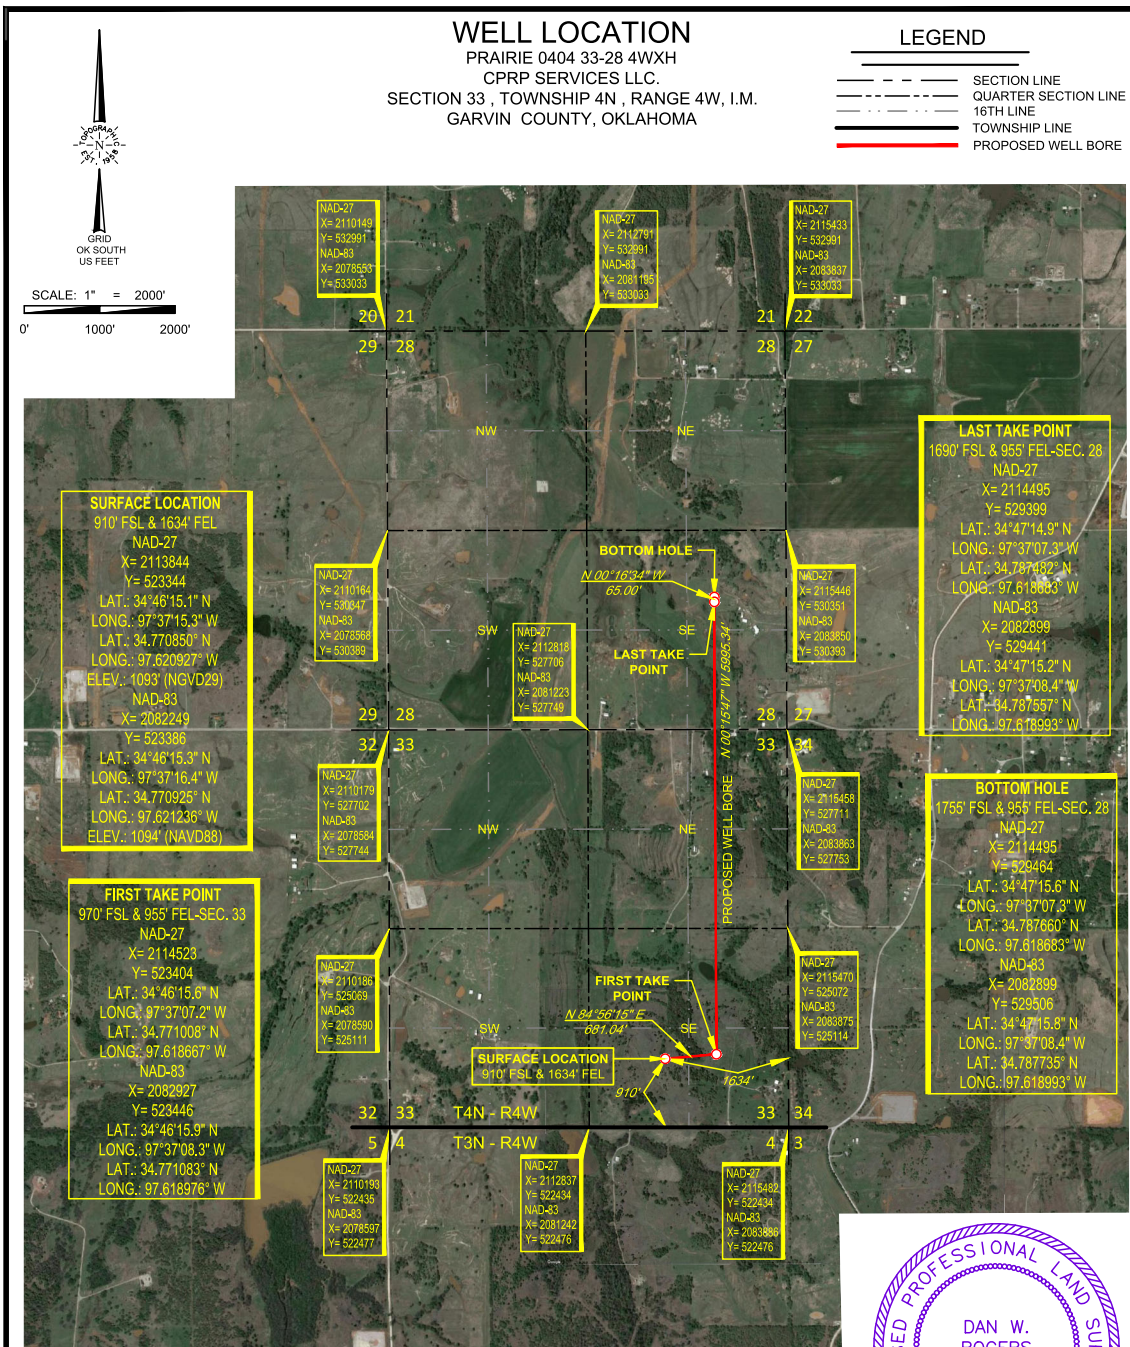 WELL LOCATION
PRAIRIE 0404 33-28 4WXH
CPRP SERVICES LLC.
SECTION 33 , TOWNSHIP 4N , RANGE 4W, I.M.
GARVIN COUNTY, OKLAHOMA
LEGEND
SECTION LINE
QUARTER SECTION LINE
16TH LINE
TOWNSHIP LINE
PROPOSED WELL BORE
TOPOGRAPHIC
N
EST. 1958
GRID
OK SOUTH
US FEET
SCALE: 1" = 2000'
0' 1000' 2000'
NAD-27
X= 2110149
Y= 532991
NAD-83
X= 2078553
Y= 533033
NAD-27
X= 2112791
Y= 532991
NAD-83
X= 2081195
Y= 533033
NAD-27
X= 2115433
Y= 532991
NAD-83
X= 2083837
Y= 533033
20 21
29 28
21 22
28 27
NW
NE
LAST TAKE POINT
1690' FSL & 955' FEL-SEC. 28
NAD-27
X= 2114495
Y= 529399
LAT.: 34°47'14.9" N
LONG.: 97°37'07.3" W
LAT.: 34.787482° N
LONG.: 97.618683° W
NAD-83
X= 2082899
Y= 529441
LAT.: 34°47'15.2" N
LONG.: 97°37'08.4" W
LAT.: 34.787557° N
LONG.: 97.618993° W
SURFACE LOCATION
910' FSL & 1634' FEL
NAD-27
X= 2113844
Y= 523344
LAT.: 34°46'15.1" N
LONG.: 97°37'15.3" W
LAT.: 34.770850° N
LONG.: 97.620927° W
ELEV.: 1093' (NGVD29)
NAD-83
X= 2082249
Y= 523386
LAT.: 34°46'15.3" N
LONG.: 97°37'16.4" W
LAT.: 34.770925° N
LONG.: 97.621236° W
ELEV.: 1094' (NAVD88)
BOTTOM HOLE
N 00°16'34" W
65.00'
NAD-27
X= 2110164
Y= 530347
NAD-83
X= 2078568
Y= 530389
NAD-27
X= 2115446
Y= 530351
NAD-83
X= 2083850
Y= 530393
SW
SE
NAD-27
X= 2112818
Y= 527706
NAD-83
X= 2081223
Y= 527749
LAST TAKE
POINT
PROPOSED WELL BORE N 00°15'47" W 5995.34'
29 28
32 33
28 27
33 34
NAD-27
X= 2110179
Y= 527702
NAD-83
X= 2078584
Y= 527744
NAD-27
X= 2115458
Y= 527711
NAD-83
X= 2083863
Y= 527753
NW
NE
BOTTOM HOLE
1755' FSL & 955' FEL-SEC. 28
NAD-27
X= 2114495
Y= 529464
LAT.: 34°47'15.6" N
LONG.: 97°37'07.3" W
LAT.: 34.787660° N
LONG.: 97.618683° W
NAD-83
X= 2082899
Y= 529506
LAT.: 34°47'15.8" N
LONG.: 97°37'08.4" W
LAT.: 34.787735° N
LONG.: 97.618993° W
FIRST TAKE POINT
970' FSL & 955' FEL-SEC. 33
NAD-27
X= 2114523
Y= 523404
LAT.: 34°46'15.6" N
LONG.: 97°37'07.2" W
LAT.: 34.771008° N
LONG.: 97.618667° W
NAD-83
X= 2082927
Y= 523446
LAT.: 34°46'15.9" N
LONG.: 97°37'08.3" W
LAT.: 34.771083° N
LONG.: 97.618976° W
NAD-27
X= 2110186
Y= 525069
NAD-83
X= 2078590
Y= 525111
FIRST TAKE
POINT
NAD-27
X= 2115470
Y= 525072
NAD-83
X= 2083875
Y= 525114
N 84°56'15" E
681.04'
SW
SE
SURFACE LOCATION
910' FSL & 1634' FEL
1634'
910'
32 33
T4N - R4W
33 34
5 4
T3N - R4W
4 3
NAD-27
X= 2110193
Y= 522435
NAD-83
X= 2078597
Y= 522477
NAD-27
X= 2112837
Y= 522434
NAD-83
X= 2081242
Y= 522476
NAD-27
X= 2115482
Y= 522434
NAD-83
X= 2083886
Y= 522476
Google
PROFESSIONAL LAND
DAN W.
ROGERS